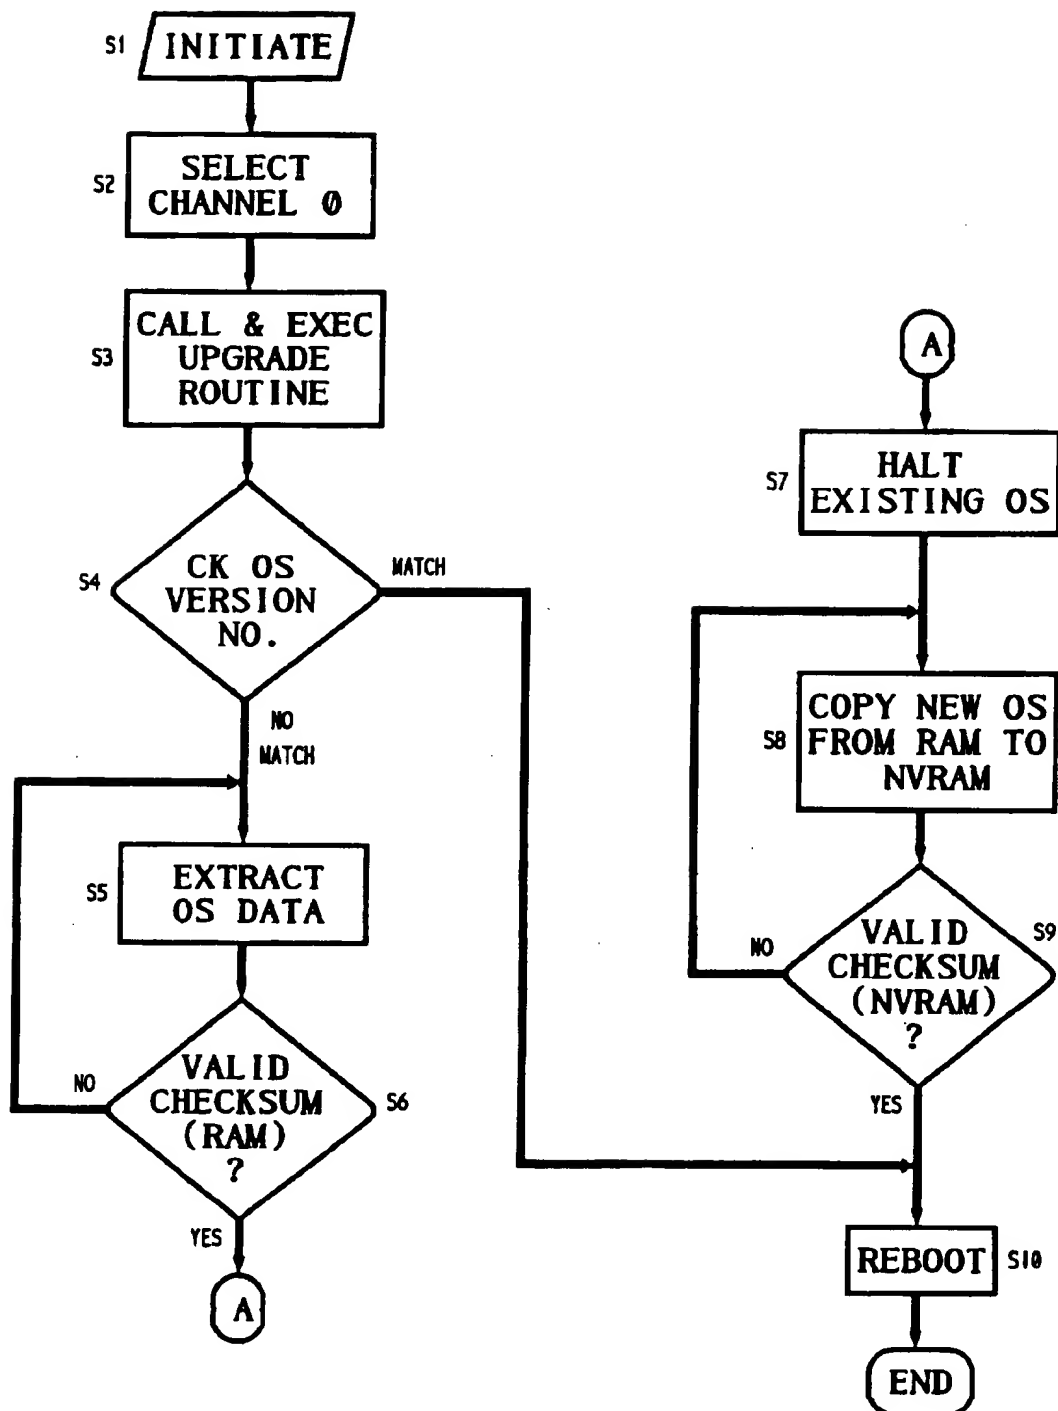 S1
INITIATE
S2
SELECT
CHANNEL 0
S3
CALL & EXEC
UPGRADE
ROUTINE
S4
CK OS
VERSION
NO.
MATCH
NO
MATCH
S5
EXTRACT
OS DATA
NO
VALID
CHECKSUM
(RAM)
?
S6
YES
A
A
S7
HALT
EXISTING OS
S8
COPY NEW OS
FROM RAM TO
NVRAM
NO
VALID
CHECKSUM
(NVRAM)
?
S9
YES
REBOOT
S10
END